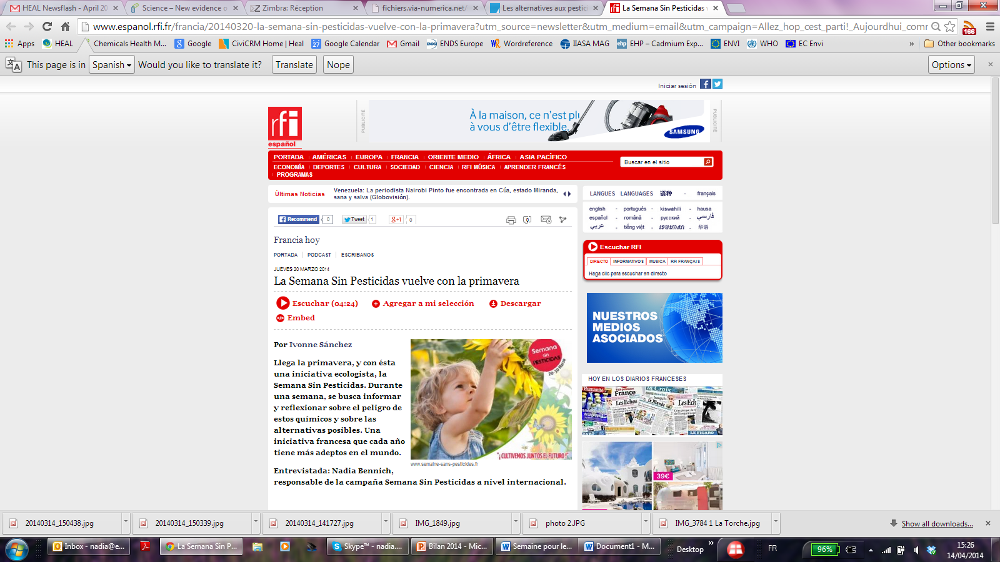 HEAL Newsflash - April 20
Science – New evidence o
Zimbra: Réception
fichiers.via-numerica.net/
Les alternatives aux pestici
La Semana Sin Pesticidas v
www.espanol.rfi.fr/francia/20140320-la-semana-sin-pesticidas-vuelve-con-la-primavera?utm_source=newsletter&utm_medium=email&utm_campaign=Allez_hop_cest_parti!_Aujourdhui_comm
166
Apps HEAL Chemicals Health M... Google CiviCRM Home | Heal Google Calendar Gmail ENDS Europe Wordreference IIASA MAG EHP – Cadmium Exp... ENVI WHO EC Envi » Other bookmarks
This page is in Spanish Would you like to translate it? Translate Nope Options
Iniciar sesión
rfi
español
PUBLICITÉ
À la maison, ce n'est plu
à vous d'être flexible.
SAMSUNG
PUBLICITÉ
PORTADA AMÉRICAS EUROPA FRANCIA ORIENTE MEDIO ÁFRICA ASIA PACÍFICO
ECONOMÍA DEPORTES CULTURA SOCIEDAD CIENCIA RFI MÚSICA APRENDER FRANCÉS
PROGRAMAS
Buscar en el sitio
Últimas Noticias
Venezuela: La periodista Nairobi Pinto fue encontrada en Cúa, estado Miranda,
sana y salva (Globovisión).
LANGUES LANGUAGES 语种 - français
english - português - kiswahili - hausa
español - română - русский - فارسی
عربي - tiếng việt - - 华语
Recommend 0 Tweet 1 g+1 0
0
Francia hoy
PORTADA PODCAST ESCRIBANOS
JUEVES 20 MARZO 2014
La Semana Sin Pesticidas vuelve con la primavera
Escuchar (04:24) Agregar a mi selección Descargar
Embed
Por Ivonne Sánchez
Llega la primavera, y con ésta
una iniciativa ecologista, la
Semana Sin Pesticidas. Durante
una semana, se busca informar
y reflexionar sobre el peligro de
estos químicos y sobre las
alternativas posibles. Una
iniciativa francesa que cada año
tiene más adeptos en el mundo.
Semana
sin
PESTICIDAS
20-30 Marzo
"¡CULTIVEMOS JUNTOS EL FUTURO!"
www.semaine-sans-pesticides.fr
Entrevistada: Nadia Bennich,
responsable de la campaña Semana Sin Pesticidas a nivel internacional.
Escuchar RFI
DIRECTO INFORMATIVOS MUSICA RFI FRANÇAIS
Haga clic para escuchar en directo
NUESTROS
MEDIOS
ASOCIADOS
HOY EN LOS DIARIOS FRANCESES
Humanité
France
la Croix
Les Echos
Le Monde
Les Echos
LE FIGARO
39€
20140314_150438.jpg
20140314_150339.jpg
20140314_141727.jpg
IMG_1849.jpg
photo 2.JPG
IMG_3784 1 La Torche.jpg
Show all downloads...
Inbox - nadia@e...
La Semana Sin P...
Skype™ - nadia....
Bilan 2014 - Mic...
Semaine pour le...
Document1 - M...
Desktop »
FR
96%
15:26
14/04/2014